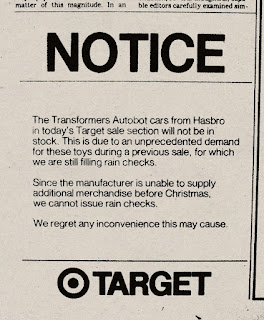 matter of this magnitude. In an
ble editors carefully examined sim-
NOTICE
The Transformers Autobot cars from Hasbro
in today's Target sale section will not be in
stock. This is due to an unprecedented demand
for these toys during a previous sale, for which
we are still filling rain checks.
Since the manufacturer is unable to supply
additional merchandise before Christmas,
we cannot issue rain checks.
We regret any inconvenience this may cause.
TARGET